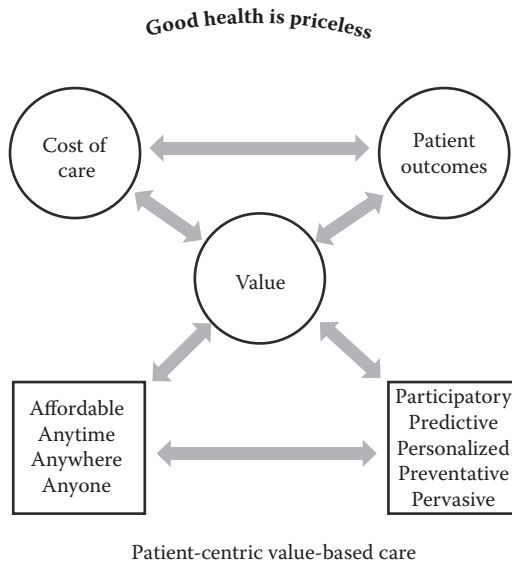 Good health is priceless
Cost of
care
Patient
outcomes
Value
Affordable
Anytime
Anywhere
Anyone
Participatory
Predictive
Personalized
Preventative
Pervasive
Patient-centric value-based care